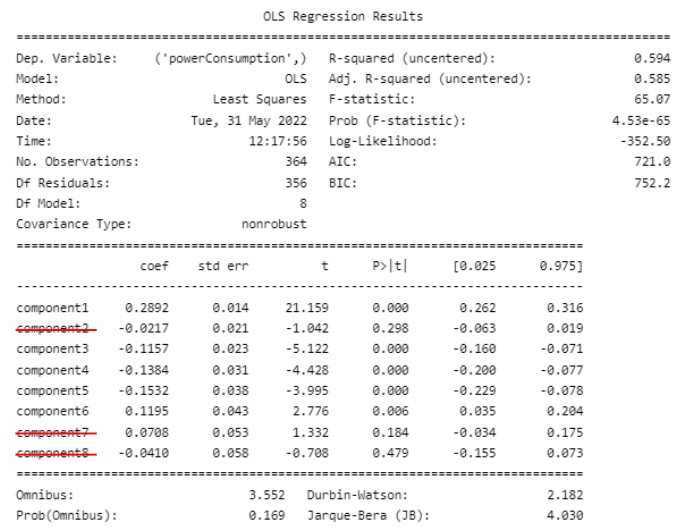 OLS Regression Results
==========================================================================================
Dep. Variable: ('powerConsumption',) R-squared (uncentered): 0.594
Model: OLS Adj. R-squared (uncentered): 0.585
Method: Least Squares F-statistic: 65.07
Date: Tue, 31 May 2022 Prob (F-statistic): 4.53e-65
Time: 12:17:56 Log-Likelihood: -352.50
No. Observations: 364 AIC: 721.0
Df Residuals: 356 BIC: 752.2
Df Model: 8
Covariance Type: nonrobust
==============================================================================
coef std err t P>|t| [0.025 0.975]
------------------------------------------------------------------------------
component1 0.2892 0.014 21.159 0.000 0.262 0.316
component2 -0.0217 0.021 -1.042 0.298 -0.063 0.019
component3 -0.1157 0.023 -5.122 0.000 -0.160 -0.071
component4 -0.1384 0.031 -4.428 0.000 -0.200 -0.077
component5 -0.1532 0.038 -3.995 0.000 -0.229 -0.078
component6 0.1195 0.043 2.776 0.006 0.035 0.204
component7 0.0708 0.053 1.332 0.184 -0.034 0.175
component8 -0.0410 0.058 -0.708 0.479 -0.155 0.073
==============================================================================
Omnibus: 3.552 Durbin-Watson: 2.182
Prob(Omnibus): 0.169 Jarque-Bera (JB): 4.030